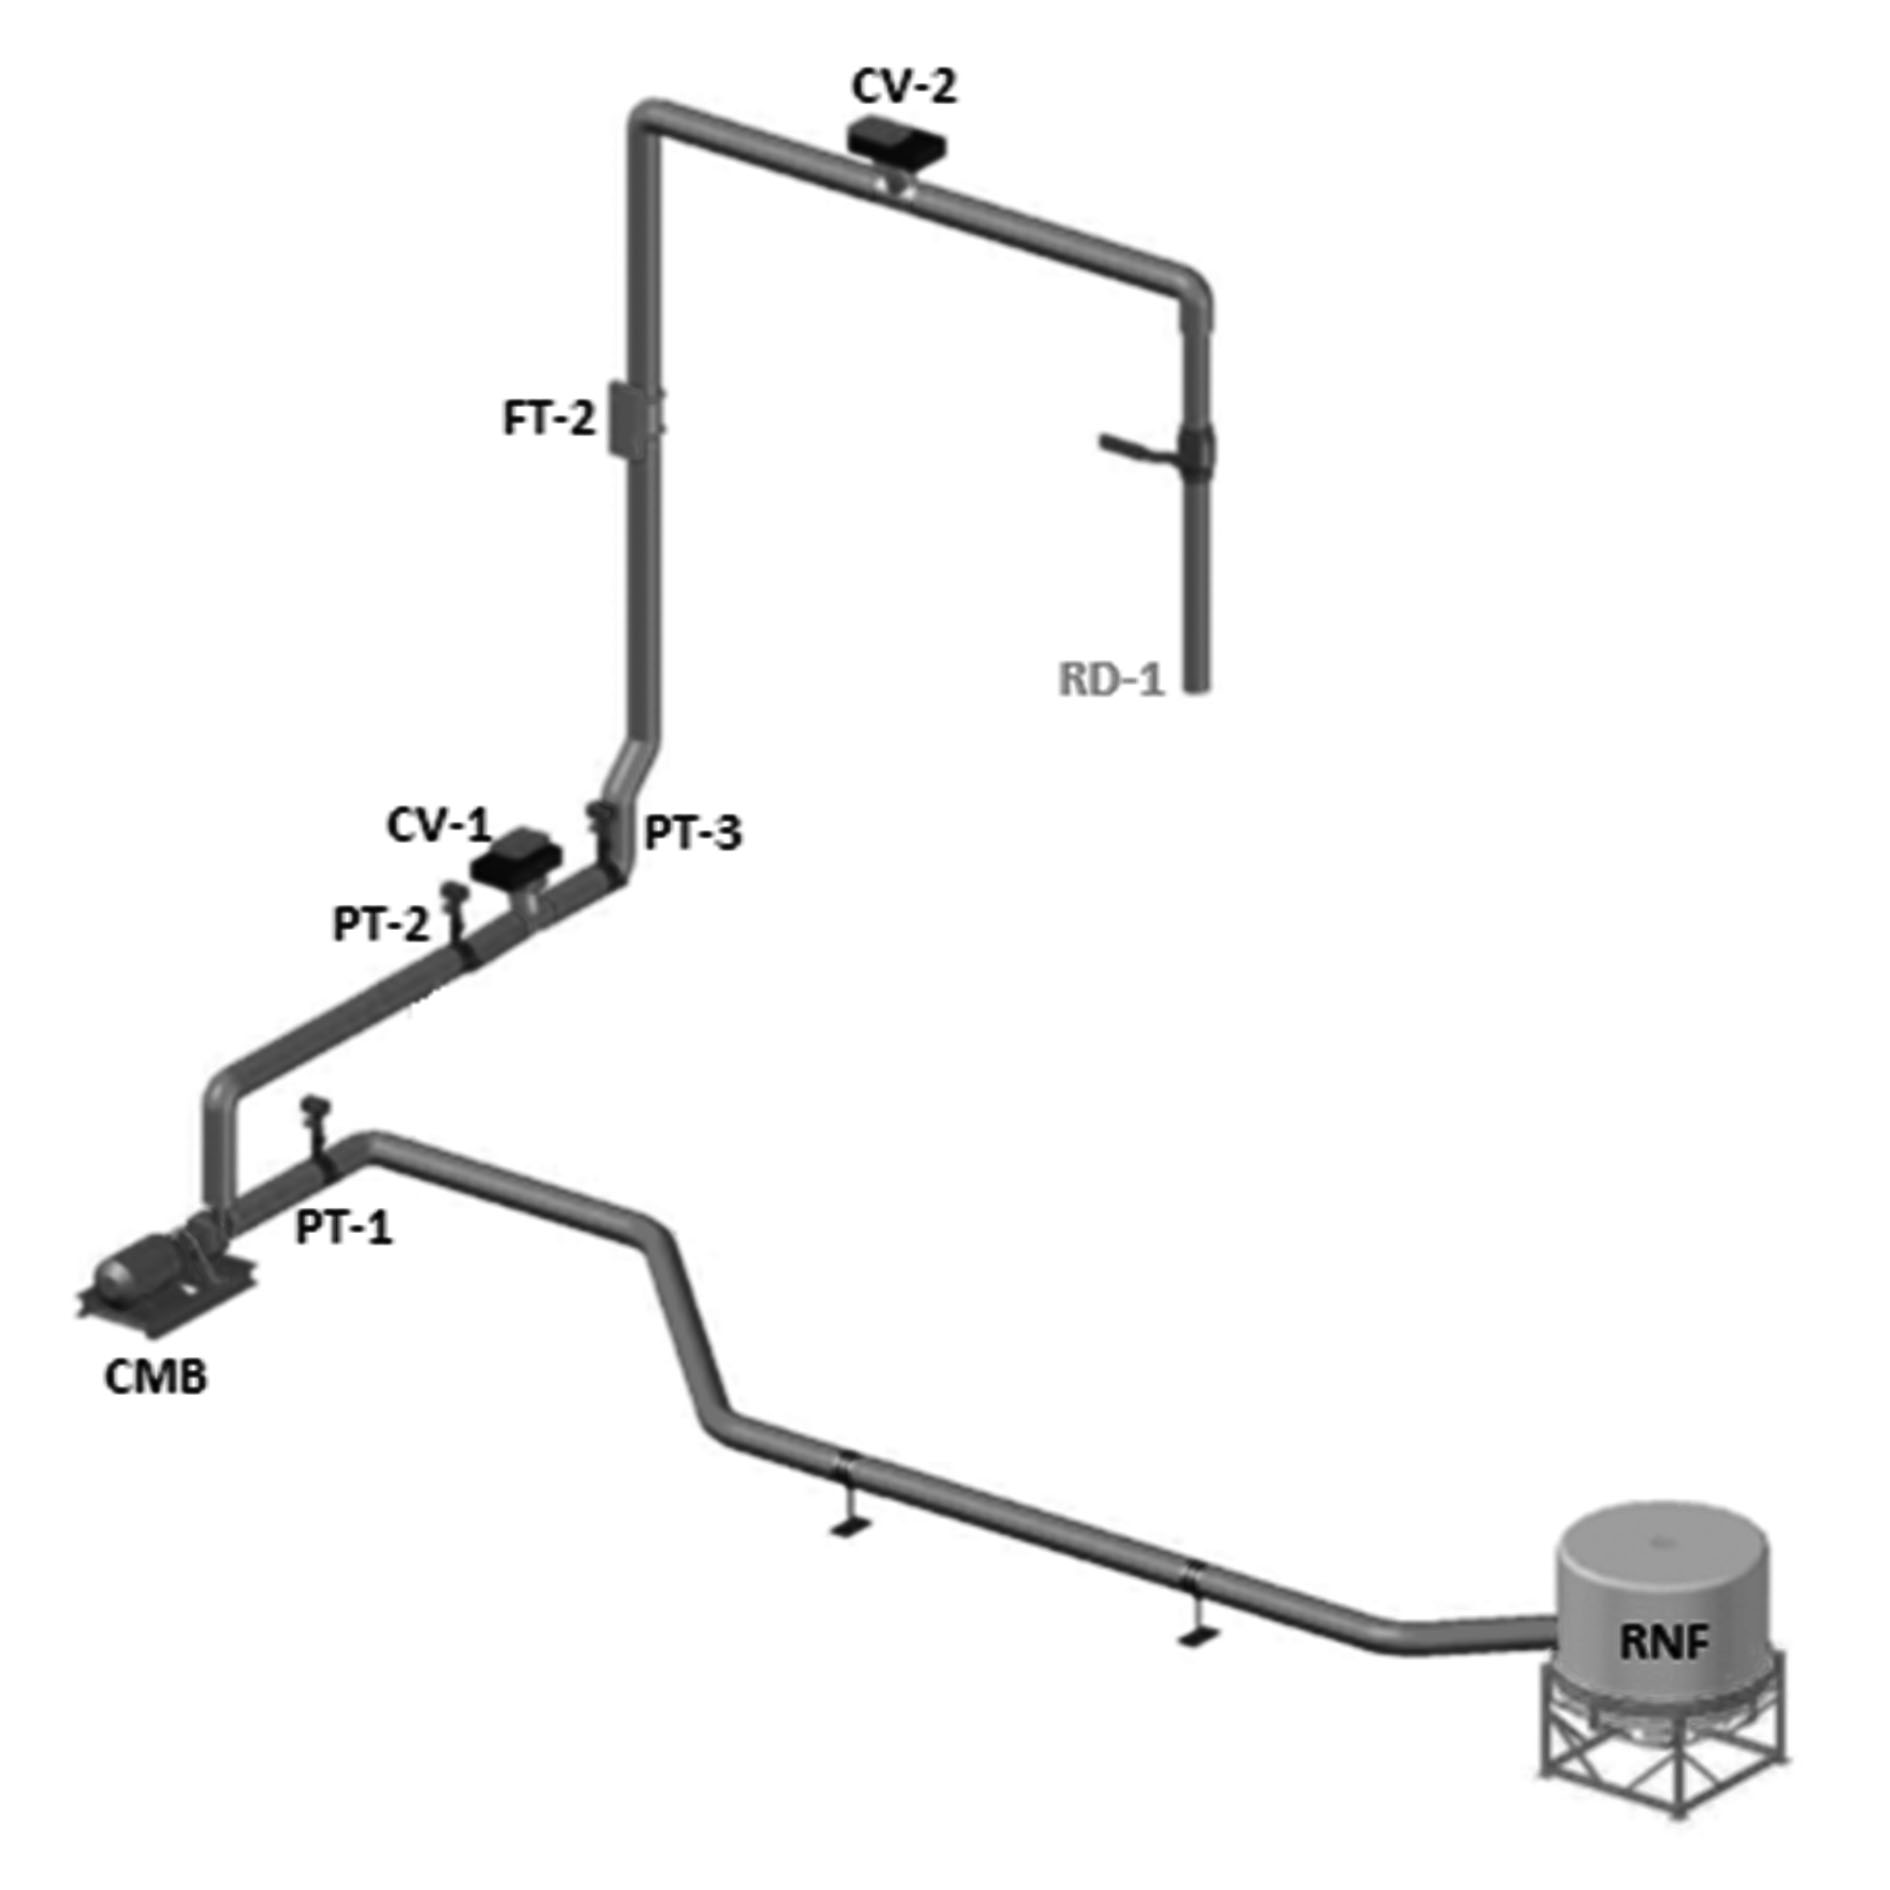 CV-2
FT-2
RD-1
CV-1
PT-3
PT-2
PT-1
CMB
RNF